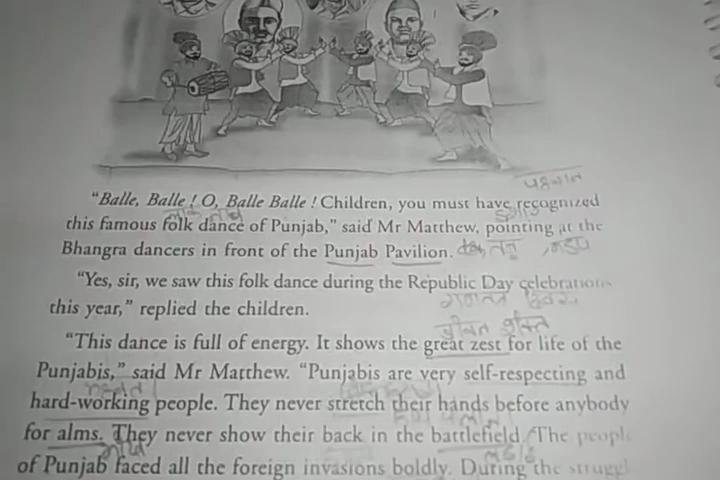 पहचान
"Balle, Balle ! O, Balle Balle ! Children, you must have recognized
this famous folk dance of Punjab," said Mr Matthew, pointing at the
Bhangra dancers in front of the Punjab Pavilion.
"Yes, sir, we saw this folk dance during the Republic Day celebrations
this year," replied the children.
"This dance is full of energy. It shows the great zest for life of the
Punjabis," said Mr Matthew. "Punjabis are very self-respecting and
hard-working people. They never stretch their hands before anybody
for alms. They never show their back in the battlefield. The people
of Punjab faced all the foreign invasions boldly. During the struggl